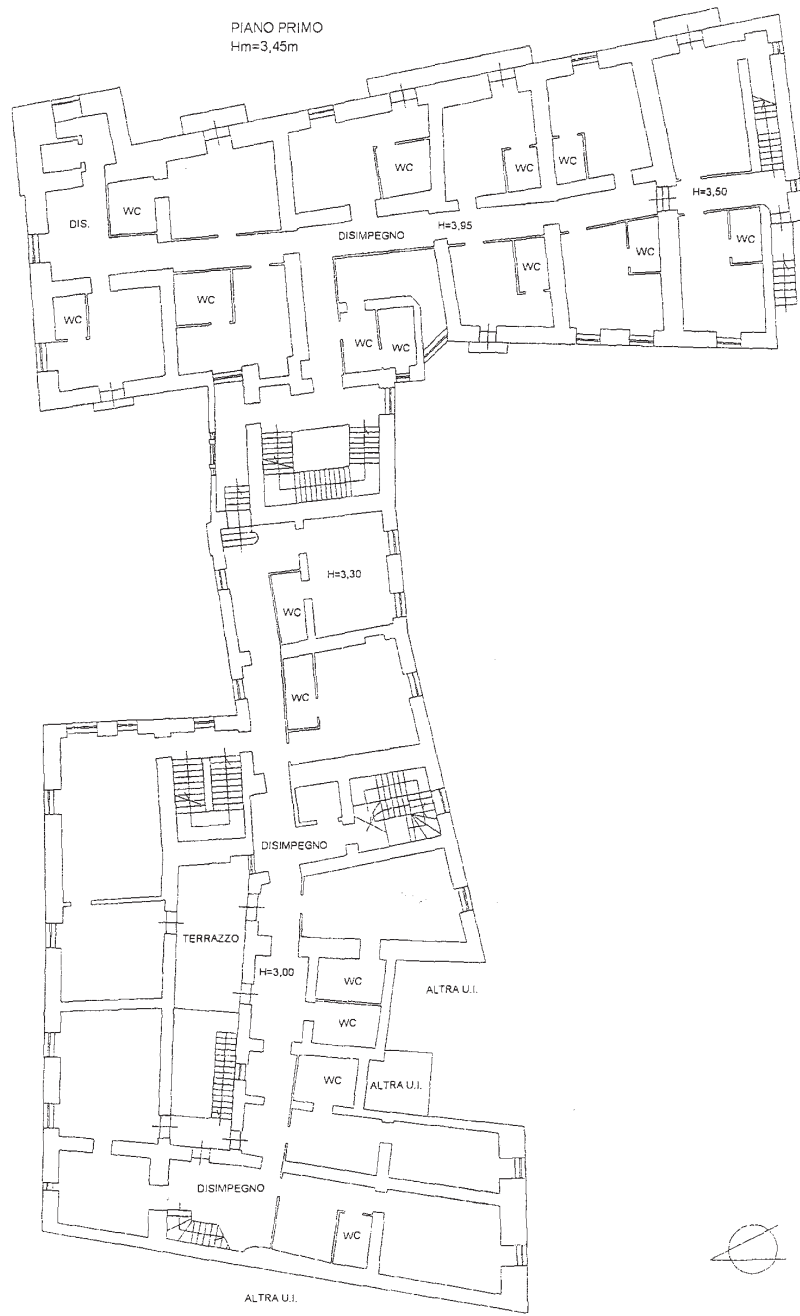 PIANO PRIMO
Hm=3,45m
WC
WC
WC
WC
H=3,50
DIS.
DISIMPEGNO
H=3,95
WC
WC
WC
WC
WC
WC
WC
WC
H=3,30
WC
WC
DISIMPEGNO
TERRAZZO
H=3,00
WC
ALTRA U.I.
WC
WC
ALTRA U.I.
DISIMPEGNO
WC
ALTRA U.I.